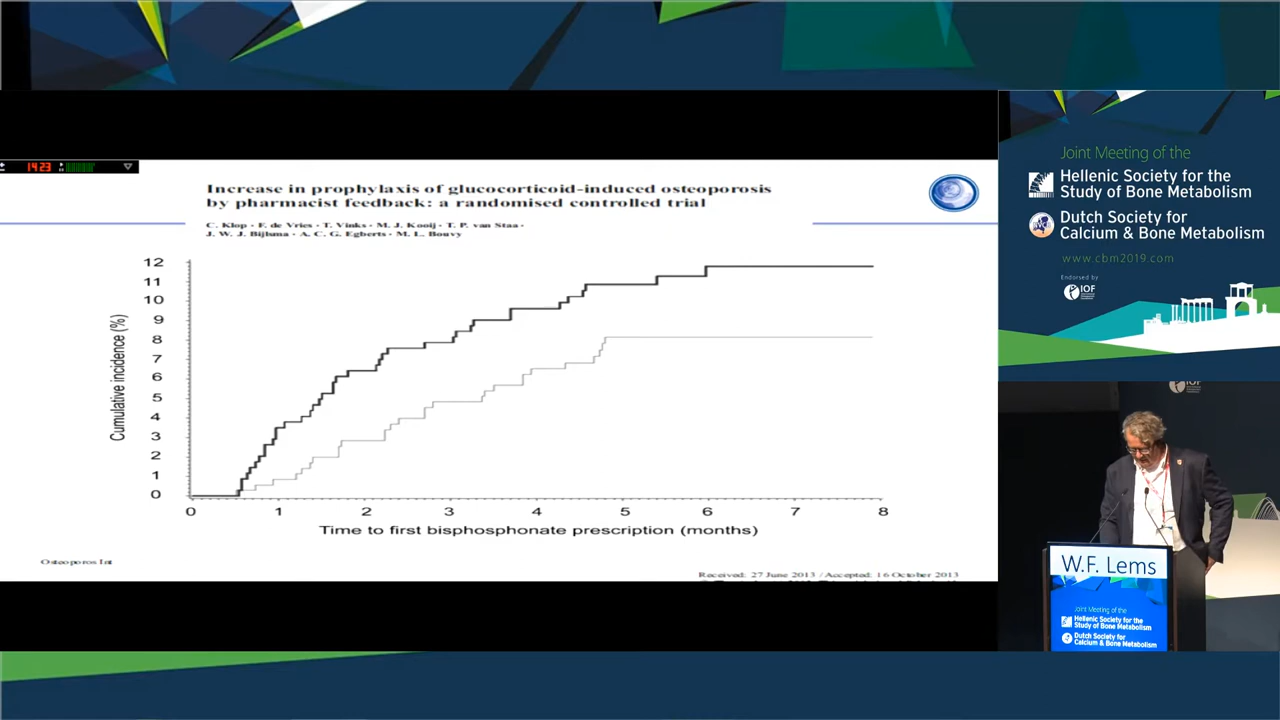 1423
Increase in prophylaxis of glucocorticoid-induced osteoporosis
by pharmacist feedback: a randomised controlled trial
C. Klop · F. de Vries · T. Vinks · M. J. Kooij · T. P. van Staa ·
J. W. J. Bijlsma · A. C. G. Egberts · M. L. Bouvy
12
11
10
9
8
7
6
5
4
3
2
1
0
Cumulative incidence (%)
0 1 2 3 4 5 6 7 8
Time to first bisphosphonate prescription (months)
Osteoporos Int
Received: 27 June 2013 / Accepted: 16 October 2013
Joint Meeting of the
Hellenic Society for the
Study of Bone Metabolism
Dutch Society for
Calcium & Bone Metabolism
www.cbm2019.com
Endorsed by
IOF
IOF
W.F. Lems
Joint Meeting of the
Hellenic Society for the
Study of Bone Metabolism
Dutch Society for
Calcium & Bone Metabolism